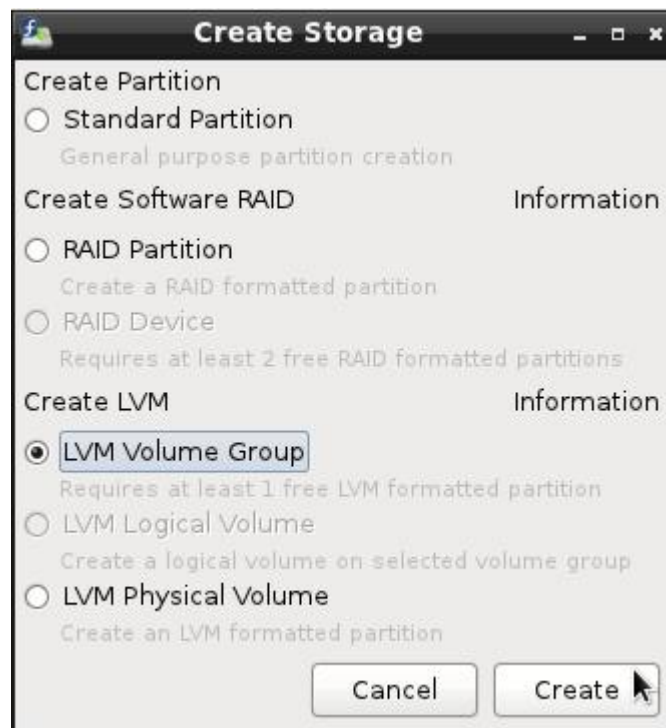 Create Storage
Create Partition
Standard Partition
General purpose partition creation
Create Software RAID Information
RAID Partition
Create a RAID formatted partition
RAID Device
Requires at least 2 free RAID formatted partitions
Create LVM Information
LVM Volume Group
Requires at least 1 free LVM formatted partition
LVM Logical Volume
Create a logical volume on selected volume group
LVM Physical Volume
Create an LVM formatted partition
Cancel Create